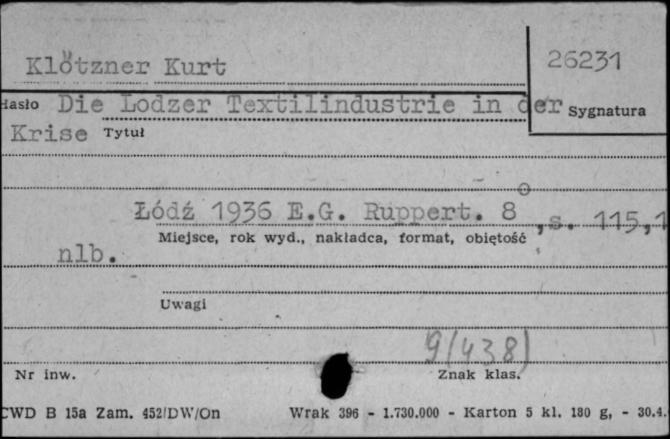 Klötzner Kurt
26231
Hasło Die Lodzer Textilindustrie in der Sygnatura
Krise Tytuł
Łódź 1936 E.G. Ruppert. 8°, s. 115,1
Miejsce, rok wyd., nakładca, format, objętość
nlb.
Uwagi
9(438)
Nr inw. Znak klas.
CWD B 15a Zam. 452/DW/On Wrak 396 - 1.730.000 - Karton 5 kl. 180 g, - 30.4.